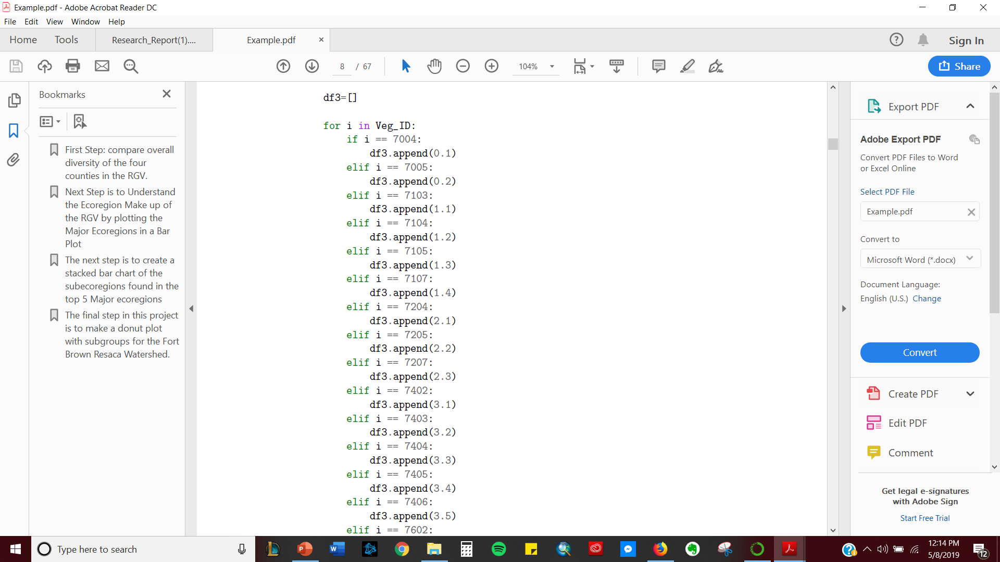 Example.pdf - Adobe Acrobat Reader DC
File Edit View Window Help
Home Tools Research_Report(1).... Example.pdf Sign In
8 / 67 104% Share
Bookmarks
First Step: compare overall
diversity of the four
counties in the RGV.
Next Step is to Understand
the Ecoregion Make up of
the RGV by plotting the
Major Ecoregions in a Bar
Plot
The next step is to create a
stacked bar chart of the
subecoregions found in the
top 5 Major ecoregions
The final step in this project
is to make a donut plot
with subgroups for the Fort
Brown Resaca Watershed.
df3=[]
for i in Veg_ID:
if i == 7004:
df3.append(0.1)
elif i == 7005:
df3.append(0.2)
elif i == 7103:
df3.append(1.1)
elif i == 7104:
df3.append(1.2)
elif i == 7105:
df3.append(1.3)
elif i == 7107:
df3.append(1.4)
elif i == 7204:
df3.append(2.1)
elif i == 7205:
df3.append(2.2)
elif i == 7207:
df3.append(2.3)
elif i == 7402:
df3.append(3.1)
elif i == 7403:
df3.append(3.2)
elif i == 7404:
df3.append(3.3)
elif i == 7405:
df3.append(3.4)
elif i == 7406:
df3.append(3.5)
elif i == 7602:
Export PDF
Adobe Export PDF
Convert PDF Files to Word
or Excel Online
Select PDF File
Example.pdf
Convert to
Microsoft Word (*.docx)
Document Language:
English (U.S.) Change
Convert
Create PDF
Edit PDF
Comment
Get legal e-signatures
with Adobe Sign
Start Free Trial
Type here to search
12:14 PM
5/8/2019
12